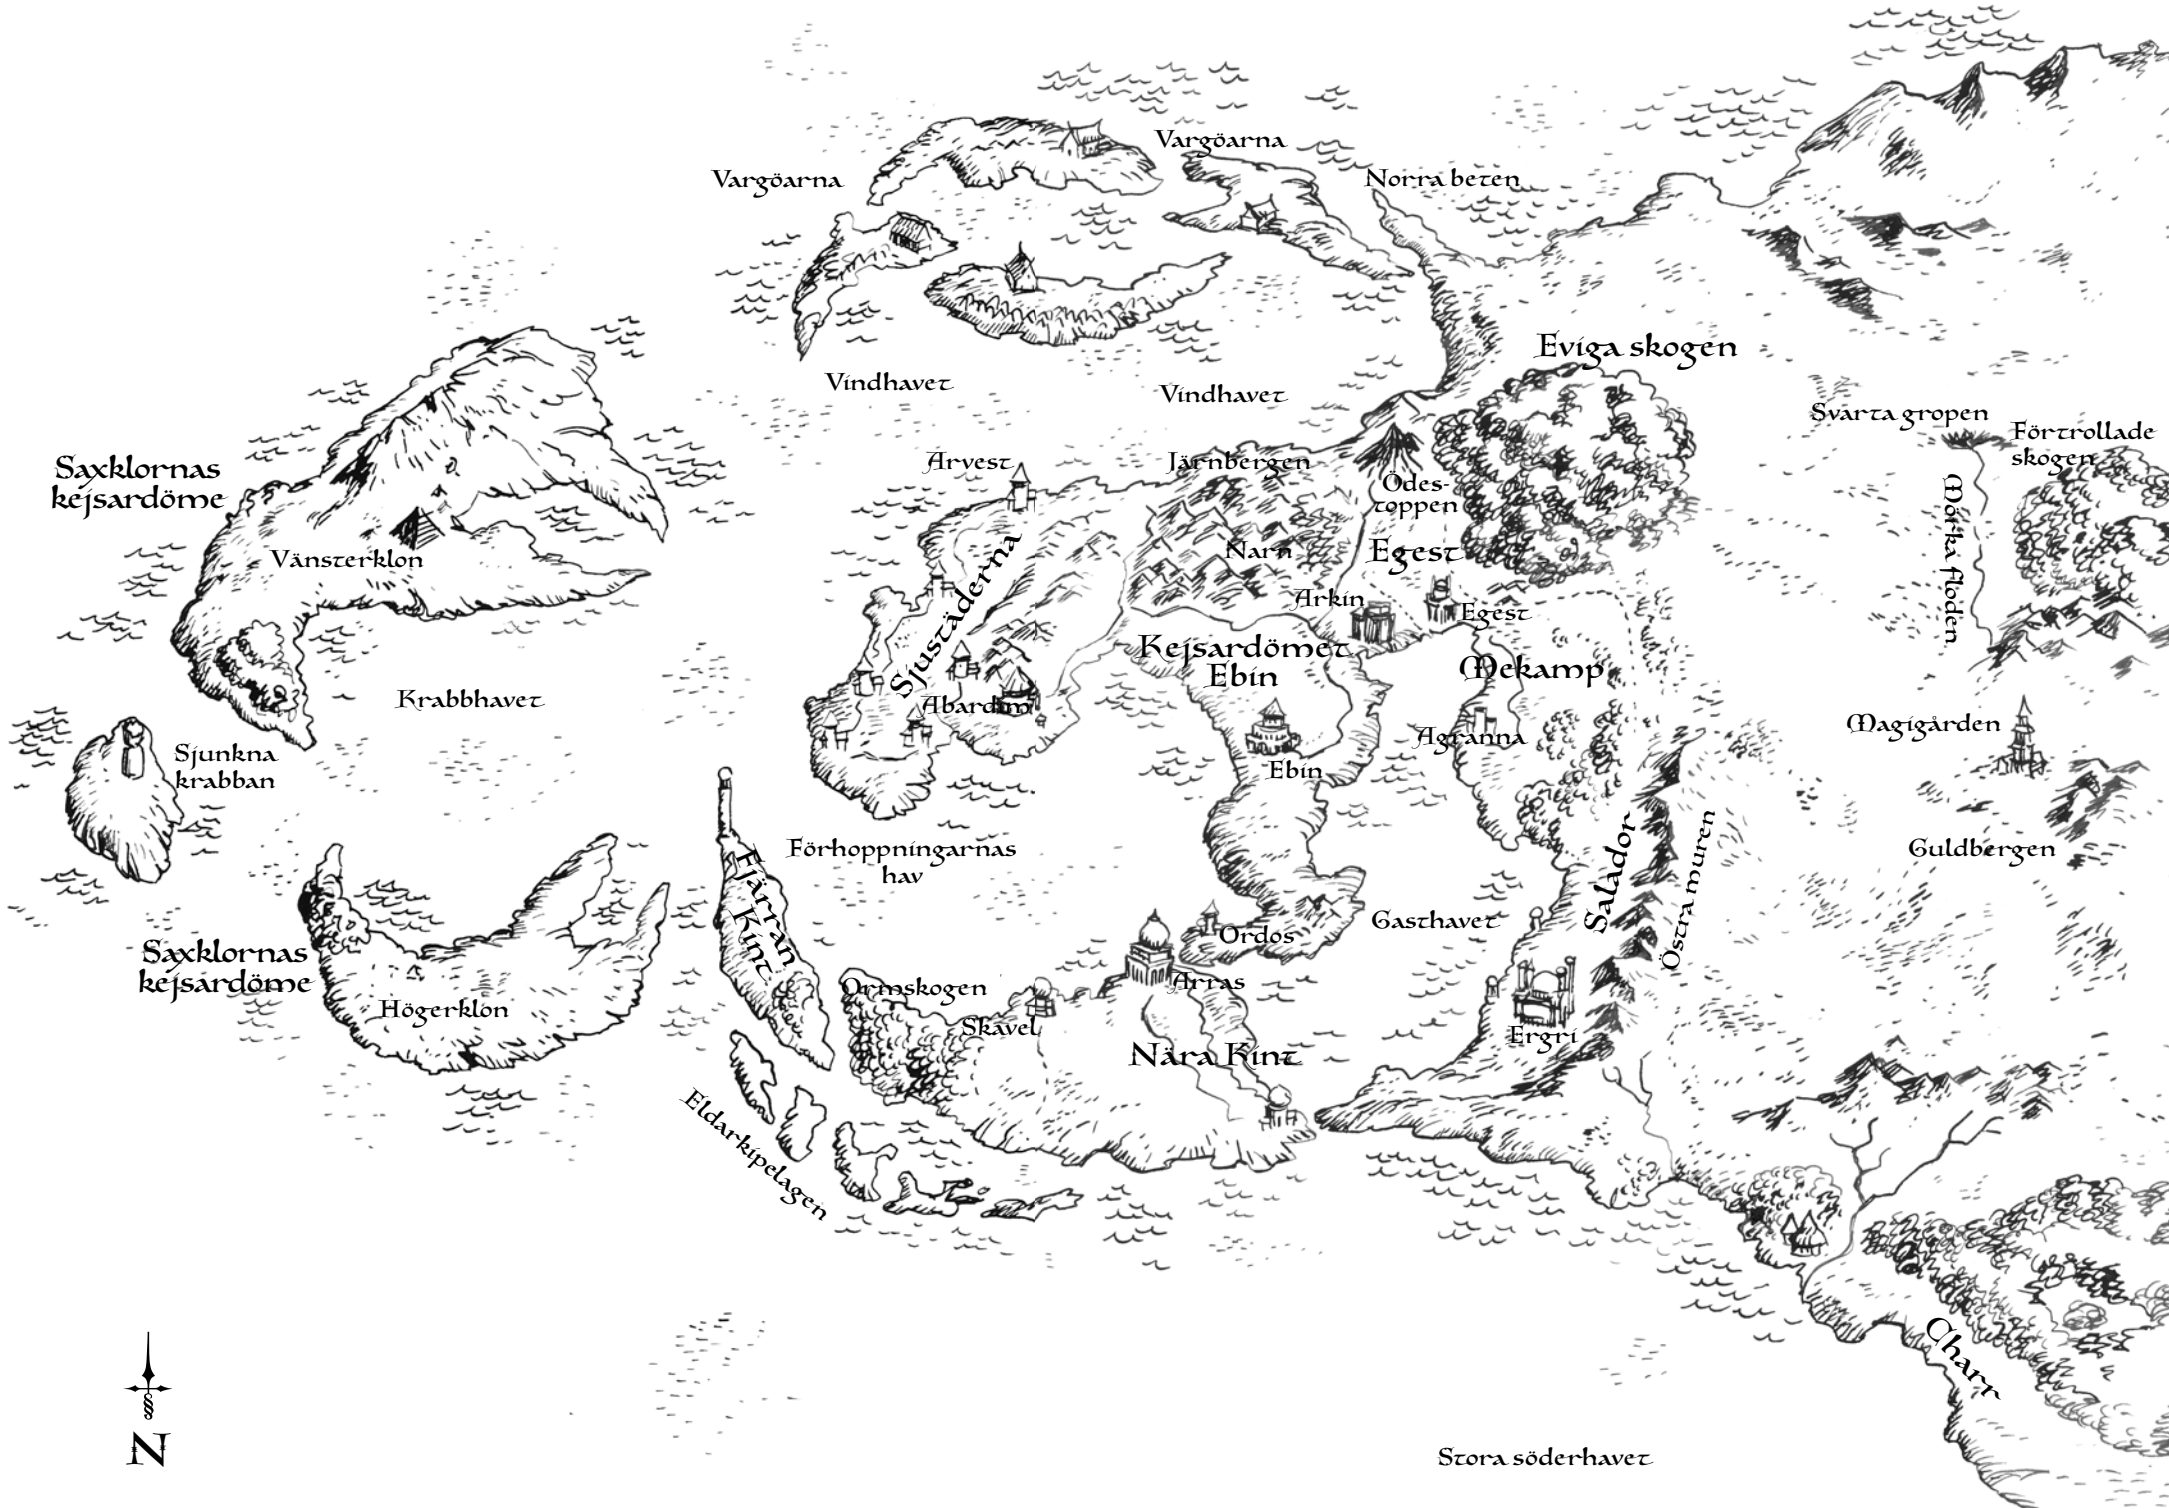 Vargöarna
Vargöarna
Norra beten
Eviga skogen
Vindhavet
Vindhavet
Svarta gropen
Förtrollade
skogen
Saxklornas
kejsardöme
Arvest
Järnbergen
Ödes-
toppen
Mörka floden
Vänsterklon
Narn
Egest
Sjustäderna
Arkin
Egest
Kejsardömet
Ebin
Mekamp
Krabbhavet
Abardim
Agranna
Magigården
Sjunkna
krabban
Ebin
Förhoppningarnas
hav
Fjärran
Kint
Salador
Östra muren
Guldbergen
Saxklornas
kejsardöme
Högerklon
Ordos
Gasthavet
Ormskogen
Arras
Skavel
Nära Kint
Ergri
Eldarkipelagen
Charr
N
Stora söderhavet